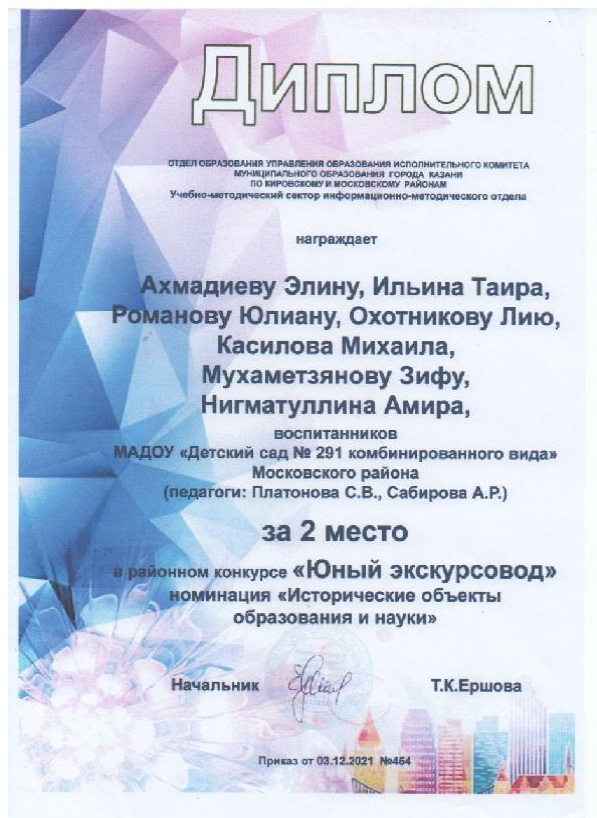 Диплом
ОТДЕЛ ОБРАЗОВАНИЯ УПРАВЛЕНИЯ ОБРАЗОВАНИЯ ИСПОЛНИТЕЛЬНОГО КОМИТЕТА
МУНИЦИПАЛЬНОГО ОБРАЗОВАНИЯ ГОРОДА КАЗАНИ
ПО КИРОВСКОМУ И МОСКОВСКОМУ РАЙОНАМ
Учебно-методический сектор информационно-методического отдела
награждает
Ахмадиеву Элину, Ильина Таира,
Романову Юлиану, Охотникову Лию,
Касилова Михаила,
Мухаметзянову Зифу,
Нигматуллина Амира,
воспитанников
МАДОУ «Детский сад № 291 комбинированного вида»
Московского района
(педагоги: Платонова С.В., Сабирова А.Р.)
за 2 место
в районном конкурсе «Юный экскурсовод»
номинация «Исторические объекты
образования и науки»
Начальник Т.К.Ершова
Приказ от 03.12.2021 №454